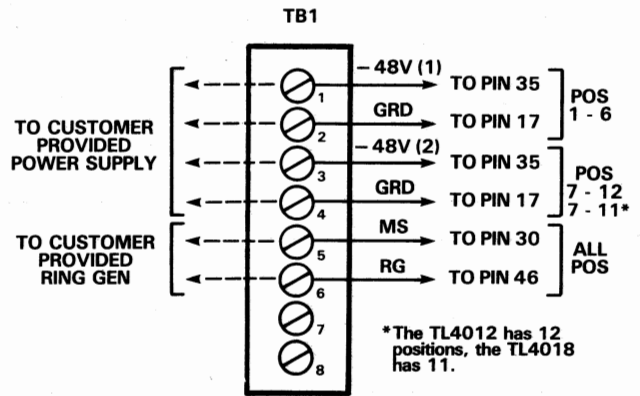 TB1
TO CUSTOMER
PROVIDED
POWER SUPPLY
TO CUSTOMER
PROVIDED
RING GEN
1
2
3
4
5
6
7
8
– 48V (1)
TO PIN 35
GRD
TO PIN 17
– 48V (2)
TO PIN 35
GRD
TO PIN 17
MS
TO PIN 30
RG
TO PIN 46
POS
1 - 6
POS
7 - 12
7 - 11*
ALL
POS
*The TL4012 has 12
positions, the TL4018
has 11.